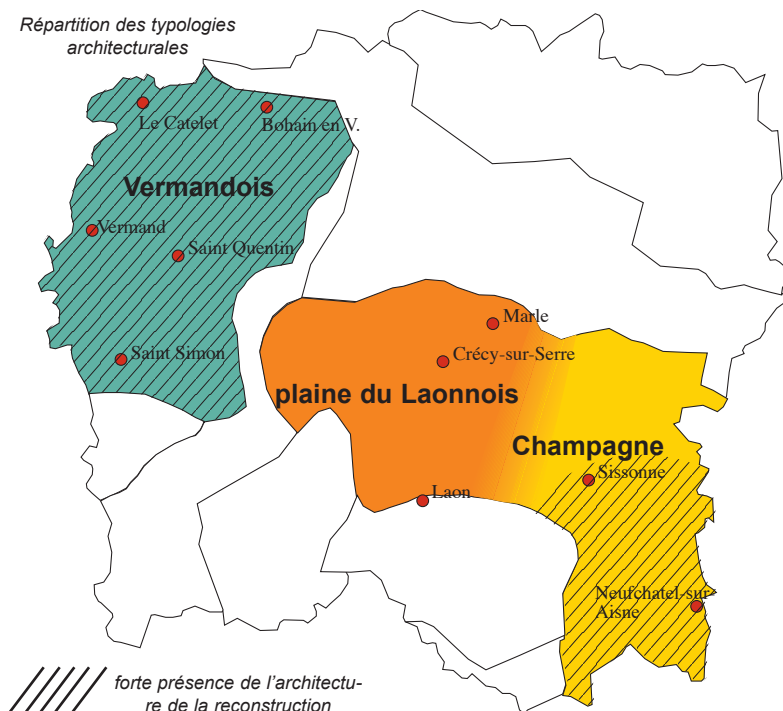 Répartition des typologies
architecturales
Le Catelet
Bohain en V.
Vermandois
Vermand
Saint Quentin
Saint Simon
Marle
Crécy-sur-Serre
plaine du Laonnois
Champagne
Sissonne
Laon
Neufchatel-sur
Aisne
forte présence de l'architectu-
re de la reconstruction